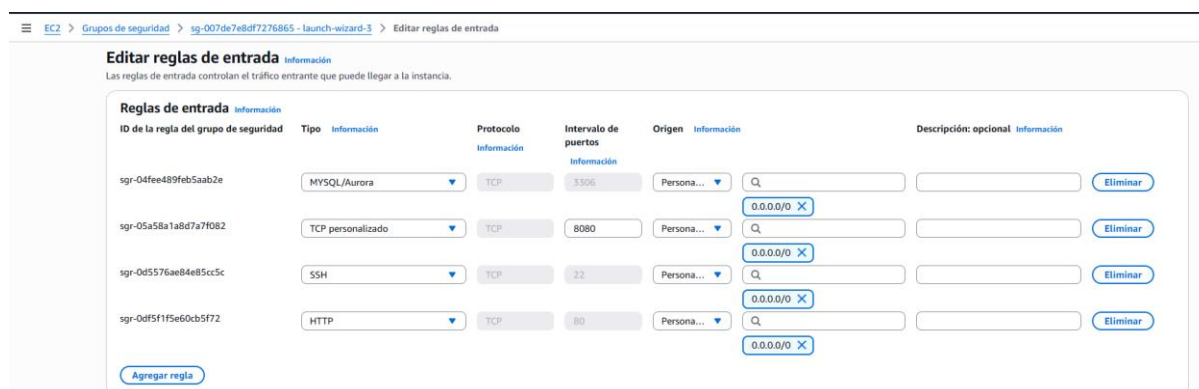 EC2 > Grupos de seguridad > sg-007de7e8df7276865 - launch-wizard-3 > Editar reglas de entrada
Editar reglas de entrada Información
Las reglas de entrada controlan el tráfico entrante que puede llegar a la instancia.
Reglas de entrada Información
ID de la regla del grupo de seguridad Tipo Información Protocolo Información Intervalo de puertos Información Origen Información Descripción: opcional Información
sgr-04fee489feb5aab2e MYSQL/Aurora TCP 3306 Persona... Eliminar
0.0.0.0/0
sgr-05a58a1a8d7a7f082 TCP personalizado TCP 8080 Persona... Eliminar
0.0.0.0/0
sgr-0d5576ae84e85cc5c SSH TCP 22 Persona... Eliminar
0.0.0.0/0
sgr-0df5f1f5e60cb5f72 HTTP TCP 80 Persona... Eliminar
0.0.0.0/0
Agregar regla